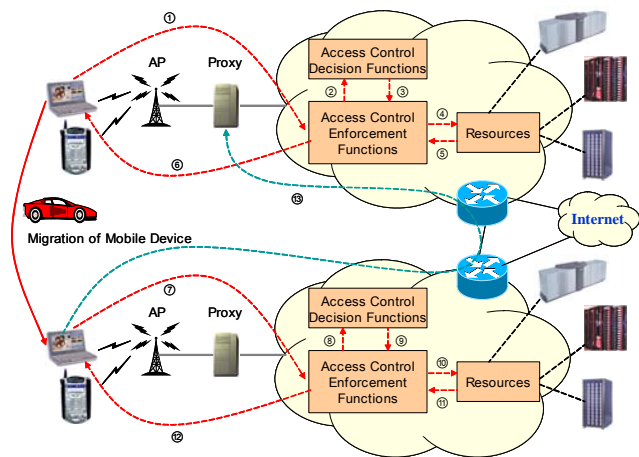 ①
AP
Proxy
Access Control
Decision Functions
②
③
Access Control
Enforcement
Functions
④
Resources
⑤
⑥
⑬
Internet
Migration of Mobile Device
⑦
AP
Proxy
Access Control
Decision Functions
⑧
⑨
Access Control
Enforcement
Functions
⑩
Resources
⑪
⑫